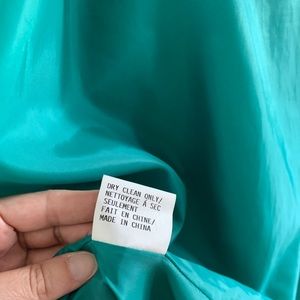 DRY CLEAN ONLY/
NETTOYAGE À SEC
SEULEMENT
FAIT EN CHINE/
MADE IN CHINA